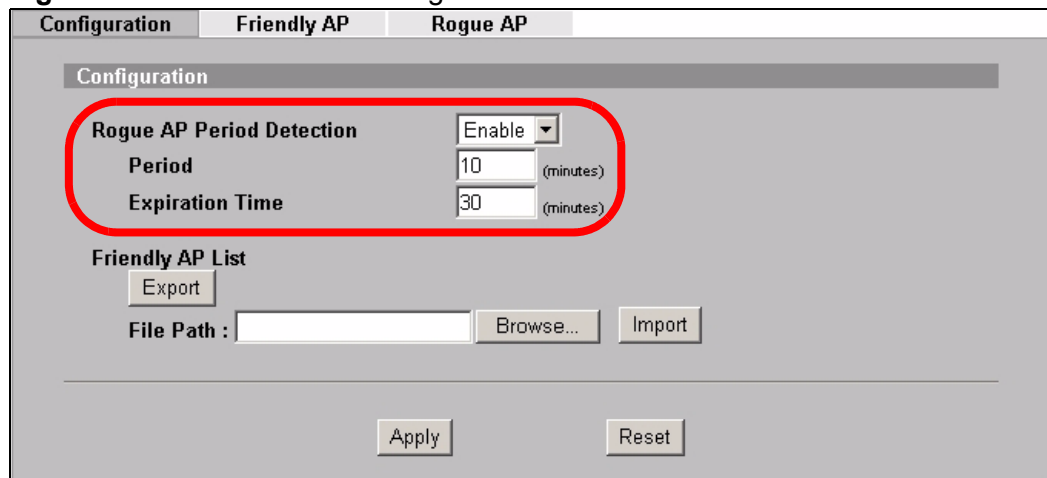 Configuration Friendly AP Rogue AP
Configuration
Rogue AP Period Detection Enable
Period 10 (minutes)
Expiration Time 30 (minutes)
Friendly AP List
Export
File Path : Browse... Import
Apply Reset